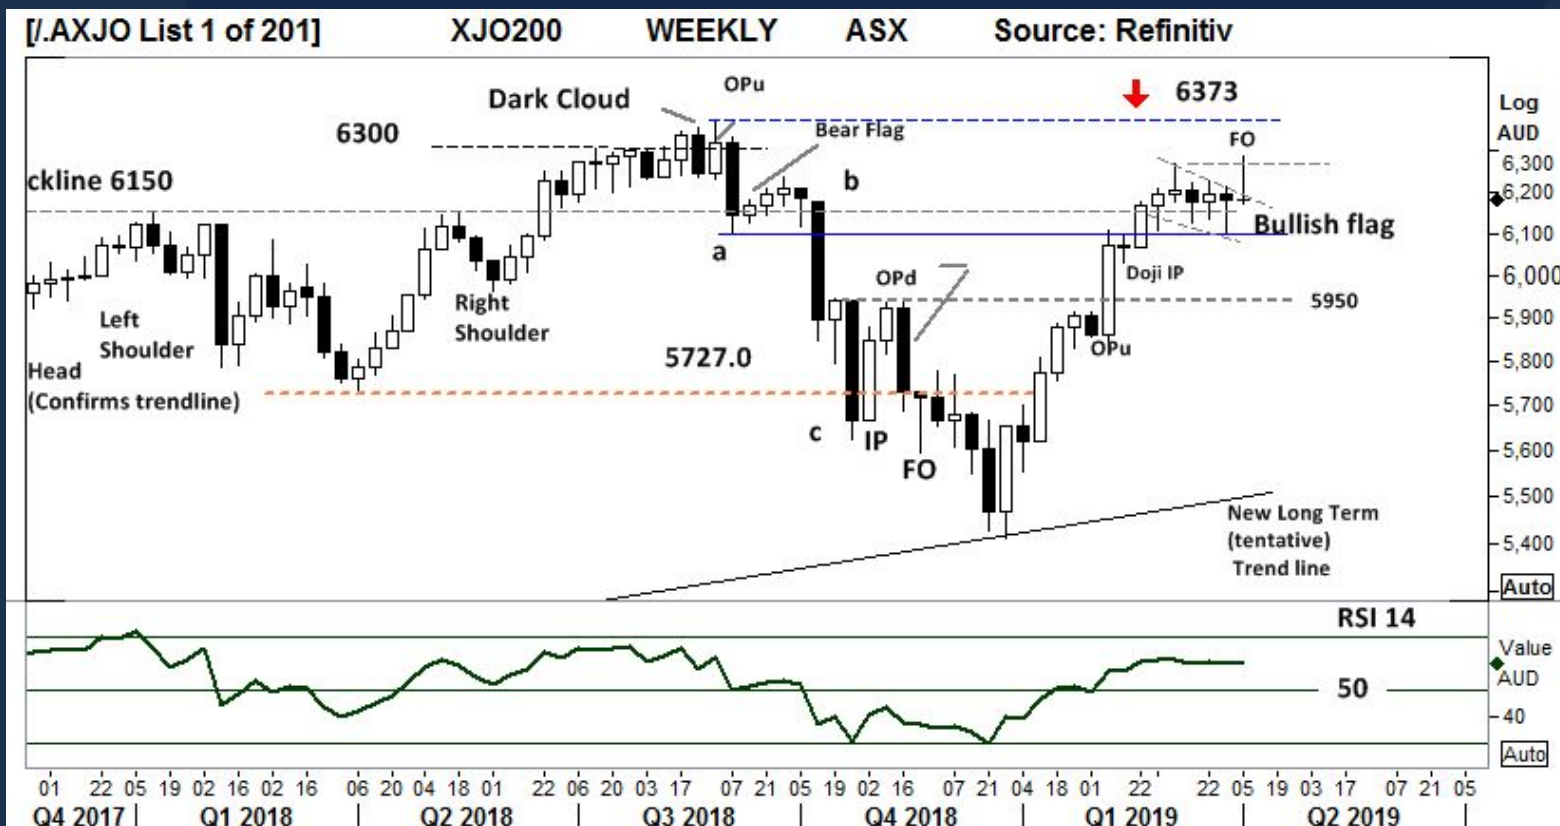 [/.AXJO List 1 of 201] XJO200 WEEKLY ASX Source: Refinitiv
OPu
Dark Cloud
6373
Log
AUD
6300
Bear Flag
FO
6,300
ckline 6150
b
6,200
Bullish flag
6,100
a
Doji IP
OPd
6,000
Right
Shoulder
5950
Left
Shoulder
5,900
5727.0
OPu
5,800
Head
(Confirms trendline)
5,700
c
IP
FO
5,600
5,500
New Long Term
(tentative)
Trend line
5,400
Auto
RSI 14
Value
AUD
50
40
Auto
01 22 05 19 02 16 02 16 06 20 04 18 01 22 06 20 03 17 07 21 05 19 02 16 07 21 04 18 01 22 22 05 19 03 17 07 21 05
Q4 2017 Q1 2018 Q2 2018 Q3 2018 Q4 2018 Q1 2019 Q2 2019